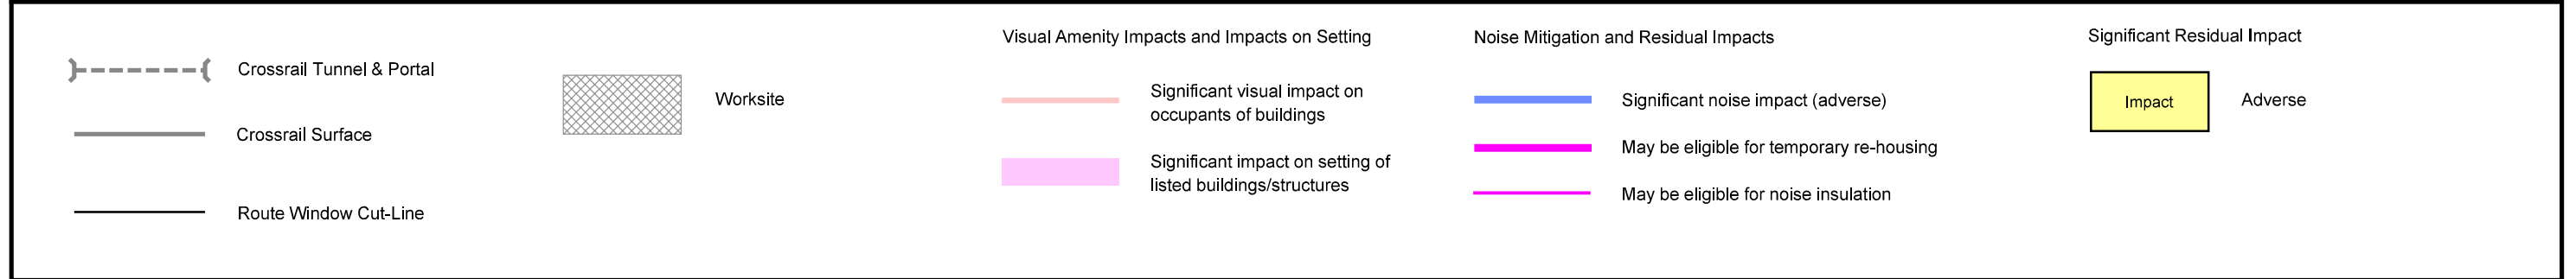 Crossrail Tunnel & Portal
Crossrail Surface
Route Window Cut-Line
Worksite
Visual Amenity Impacts and Impacts on Setting
Significant visual impact on
occupants of buildings
Significant impact on setting of
listed buildings/structures
Noise Mitigation and Residual Impacts
Significant noise impact (adverse)
May be eligible for temporary re-housing
May be eligible for noise insulation
Significant Residual Impact
Impact
Adverse